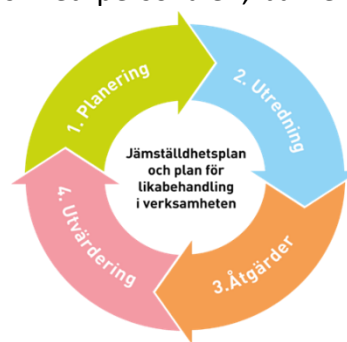 1. Planering
2. Utredning
Jämställdhetsplan
och plan för
likabehandling
i verksamheten
3.Åtgärder
4. Utvärdering